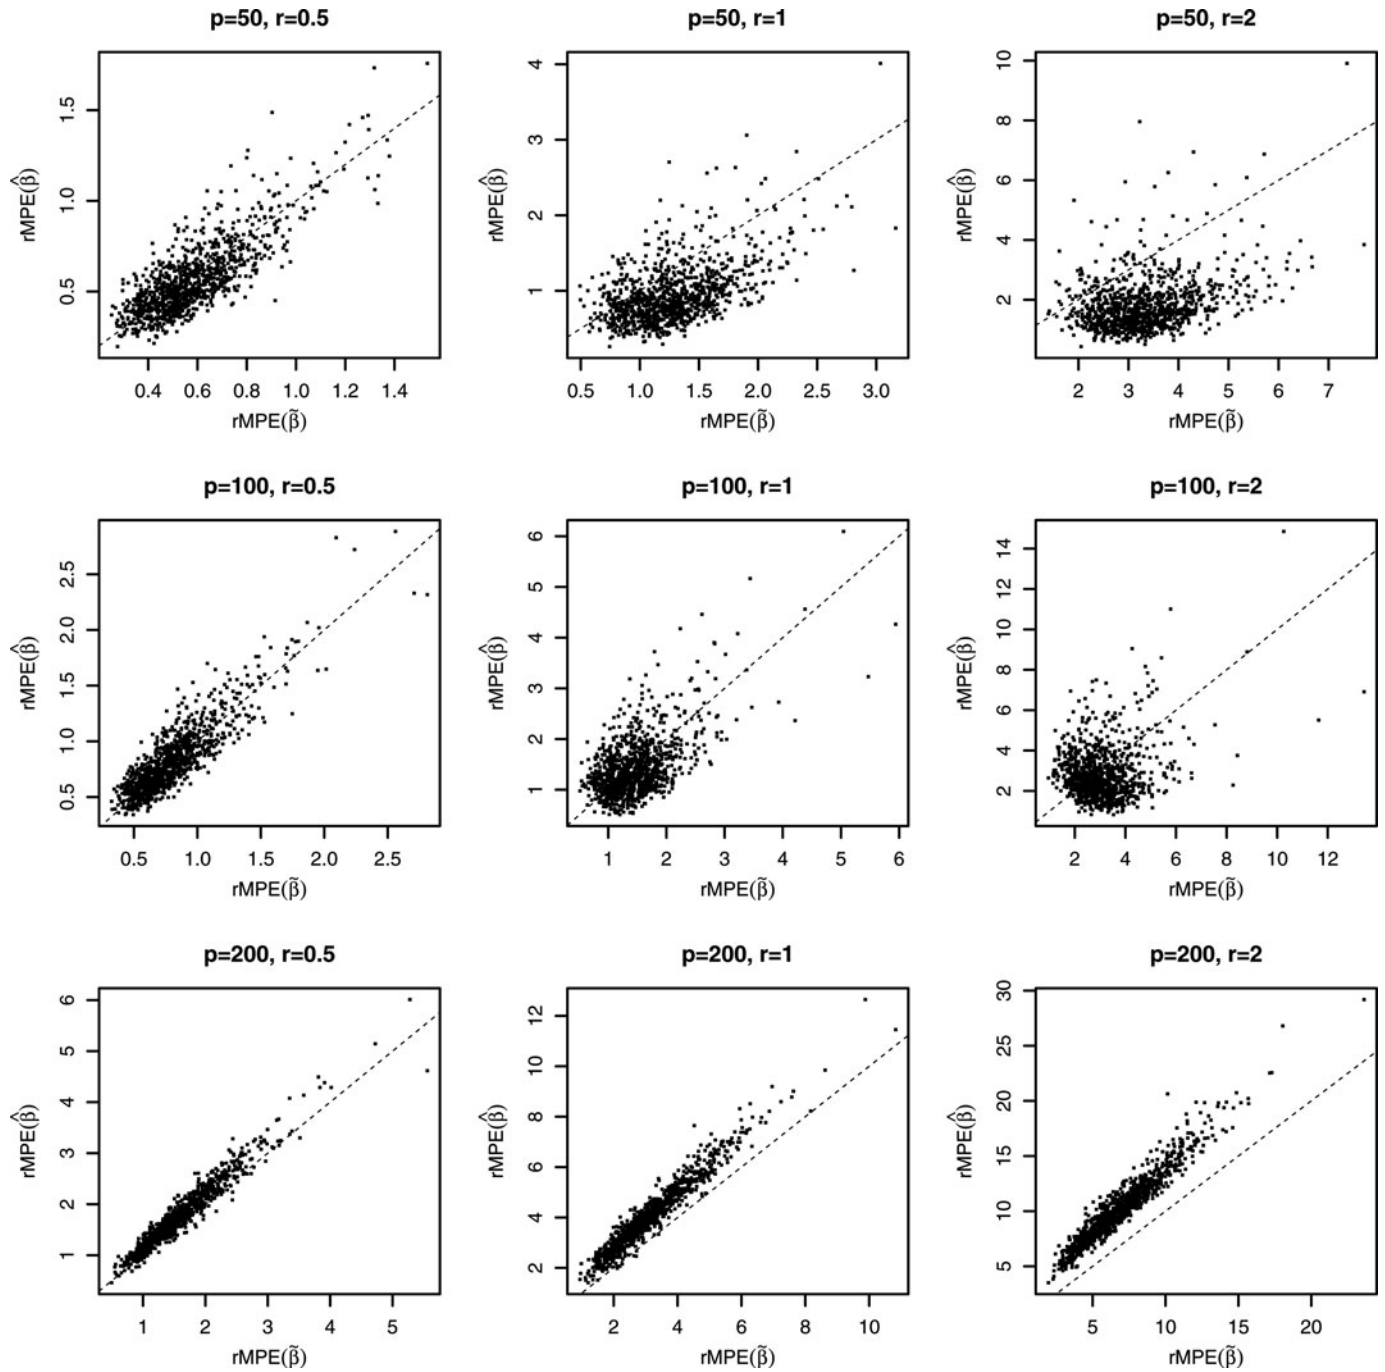 p=50, r=0.5
p=50, r=1
p=50, r=2
rMPE(β̂)
0.5 1.0 1.5
0.4 0.6 0.8 1.0 1.2 1.4
rMPE(β̃)
rMPE(β̂)
1 2 3 4
0.5 1.0 1.5 2.0 2.5 3.0
rMPE(β̃)
rMPE(β̂)
2 4 6 8 10
2 3 4 5 6 7
rMPE(β̃)
p=100, r=0.5
p=100, r=1
p=100, r=2
rMPE(β̂)
0.5 1.0 1.5 2.0 2.5
0.5 1.0 1.5 2.0 2.5
rMPE(β̃)
rMPE(β̂)
1 2 3 4 5 6
1 2 3 4 5 6
rMPE(β̃)
rMPE(β̂)
2 4 6 8 10 14
2 4 6 8 10 12
rMPE(β̃)
p=200, r=0.5
p=200, r=1
p=200, r=2
rMPE(β̂)
1 2 3 4 5 6
1 2 3 4 5
rMPE(β̃)
rMPE(β̂)
2 4 6 8 10 12
2 4 6 8 10
rMPE(β̃)
rMPE(β̂)
5 10 15 20 25 30
5 10 15 20
rMPE(β̃)